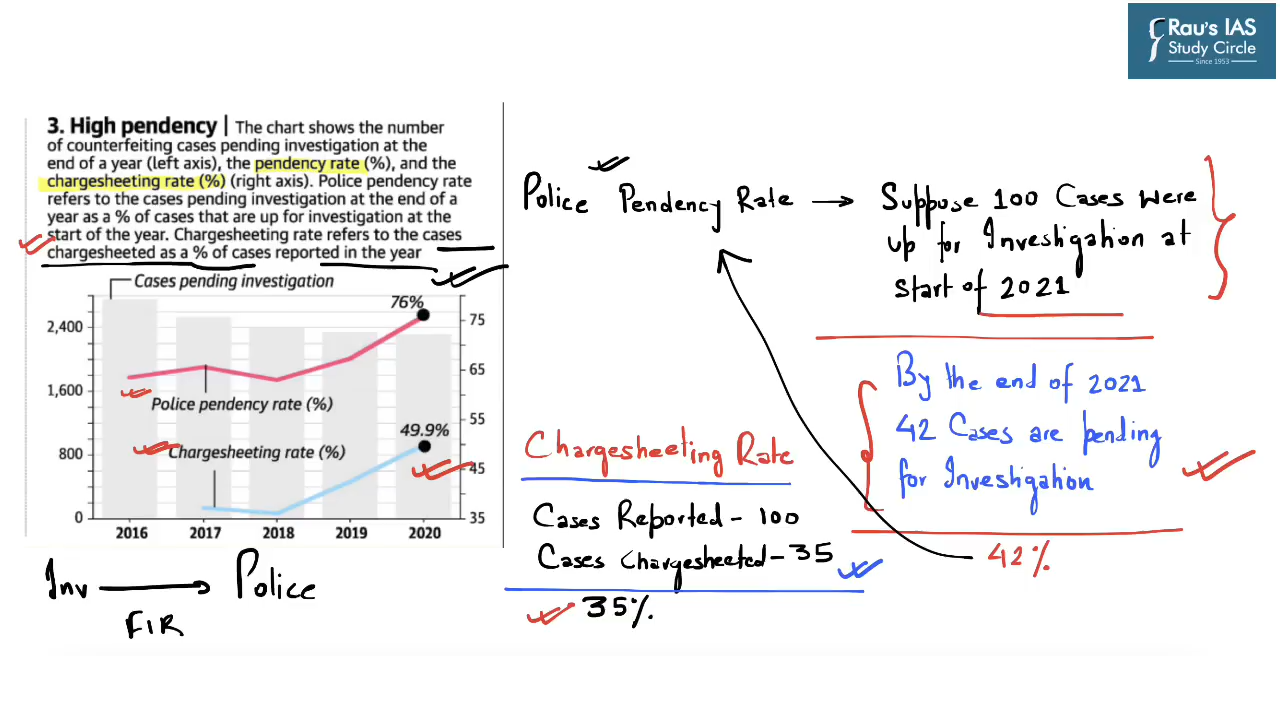 Rau's IAS
Study Circle
Since 1953
3. High pendency | The chart shows the number
of counterfeiting cases pending investigation at the
end of a year (left axis), the pendency rate (%), and the
chargesheeting rate (%) (right axis). Police pendency rate
refers to the cases pending investigation at the end of a
year as a % of cases that are up for investigation at the
start of the year. Chargesheeting rate refers to the cases
chargesheeted as a % of cases reported in the year
Cases pending investigation
76%
2,400
75
65
1,600
Police pendency rate (%)
55
49.9%
800
Chargesheeting rate (%)
45
0
35
2016 2017 2018 2019 2020
Inv Police
FIR
Police Pendency Rate
Suppose 100 Cases were
up for Investigation at
start of 2021
By the end of 2021
42 Cases are pending
for Investigation
42%
Chargesheeting Rate
Cases Reported - 100
Cases Chargesheeted - 35
35%